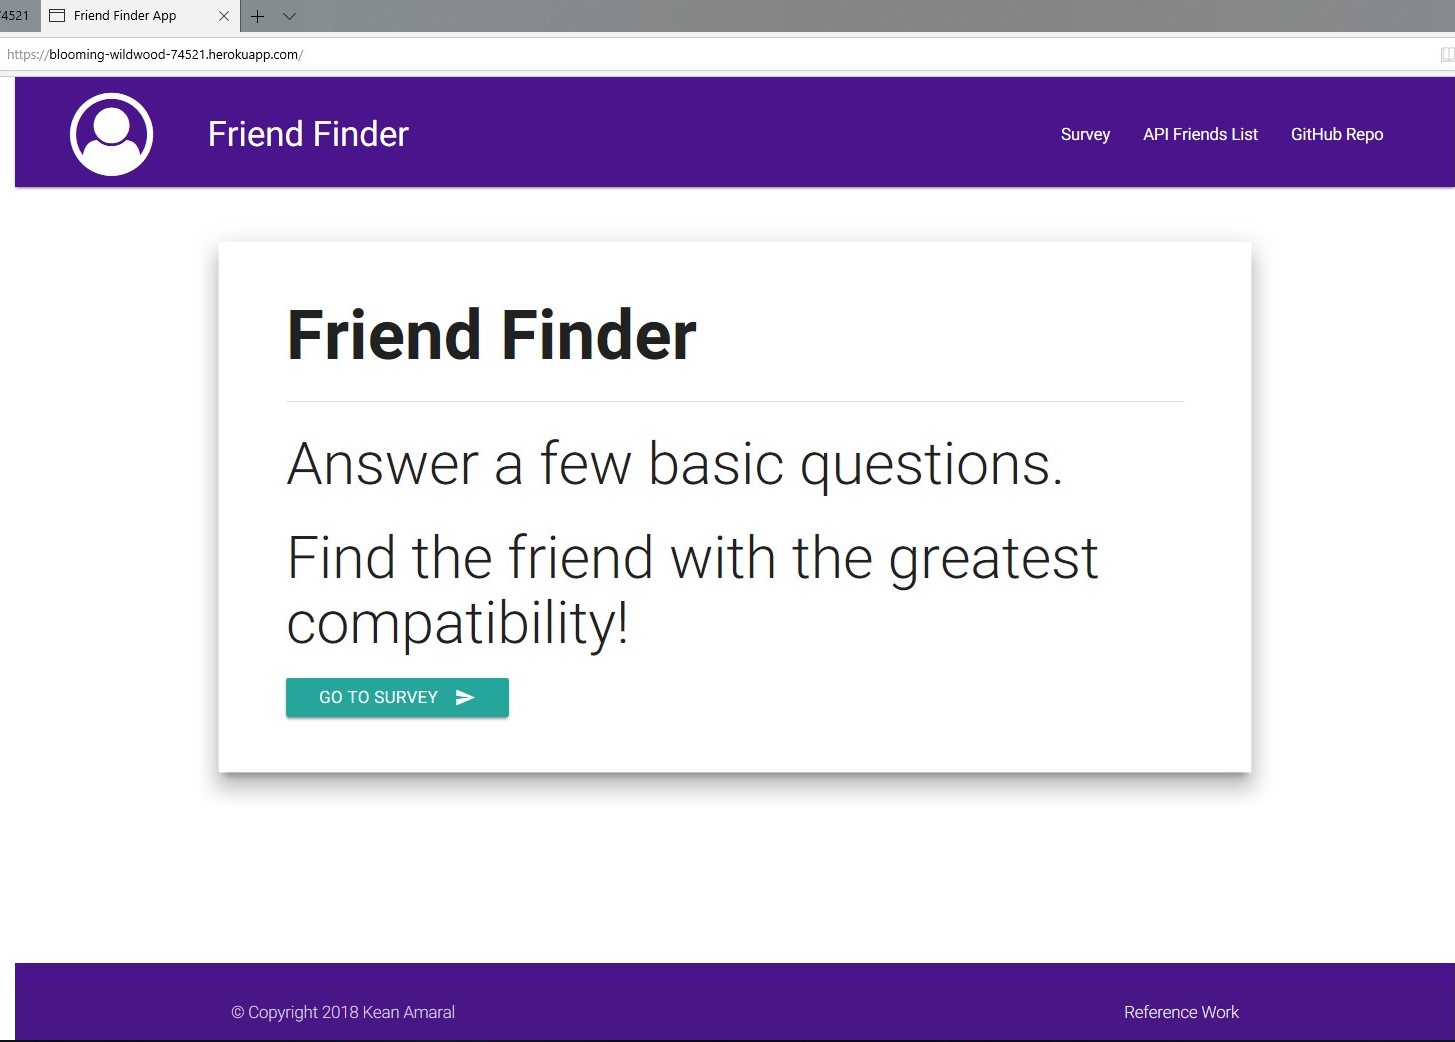 74521
Friend Finder App
https://blooming-wildwood-74521.herokuapp.com/
Friend Finder
Survey
API Friends List
GitHub Repo
Friend Finder
Answer a few basic questions.
Find the friend with the greatest
compatibility!
GO TO SURVEY
© Copyright 2018 Kean Amaral
Reference Work